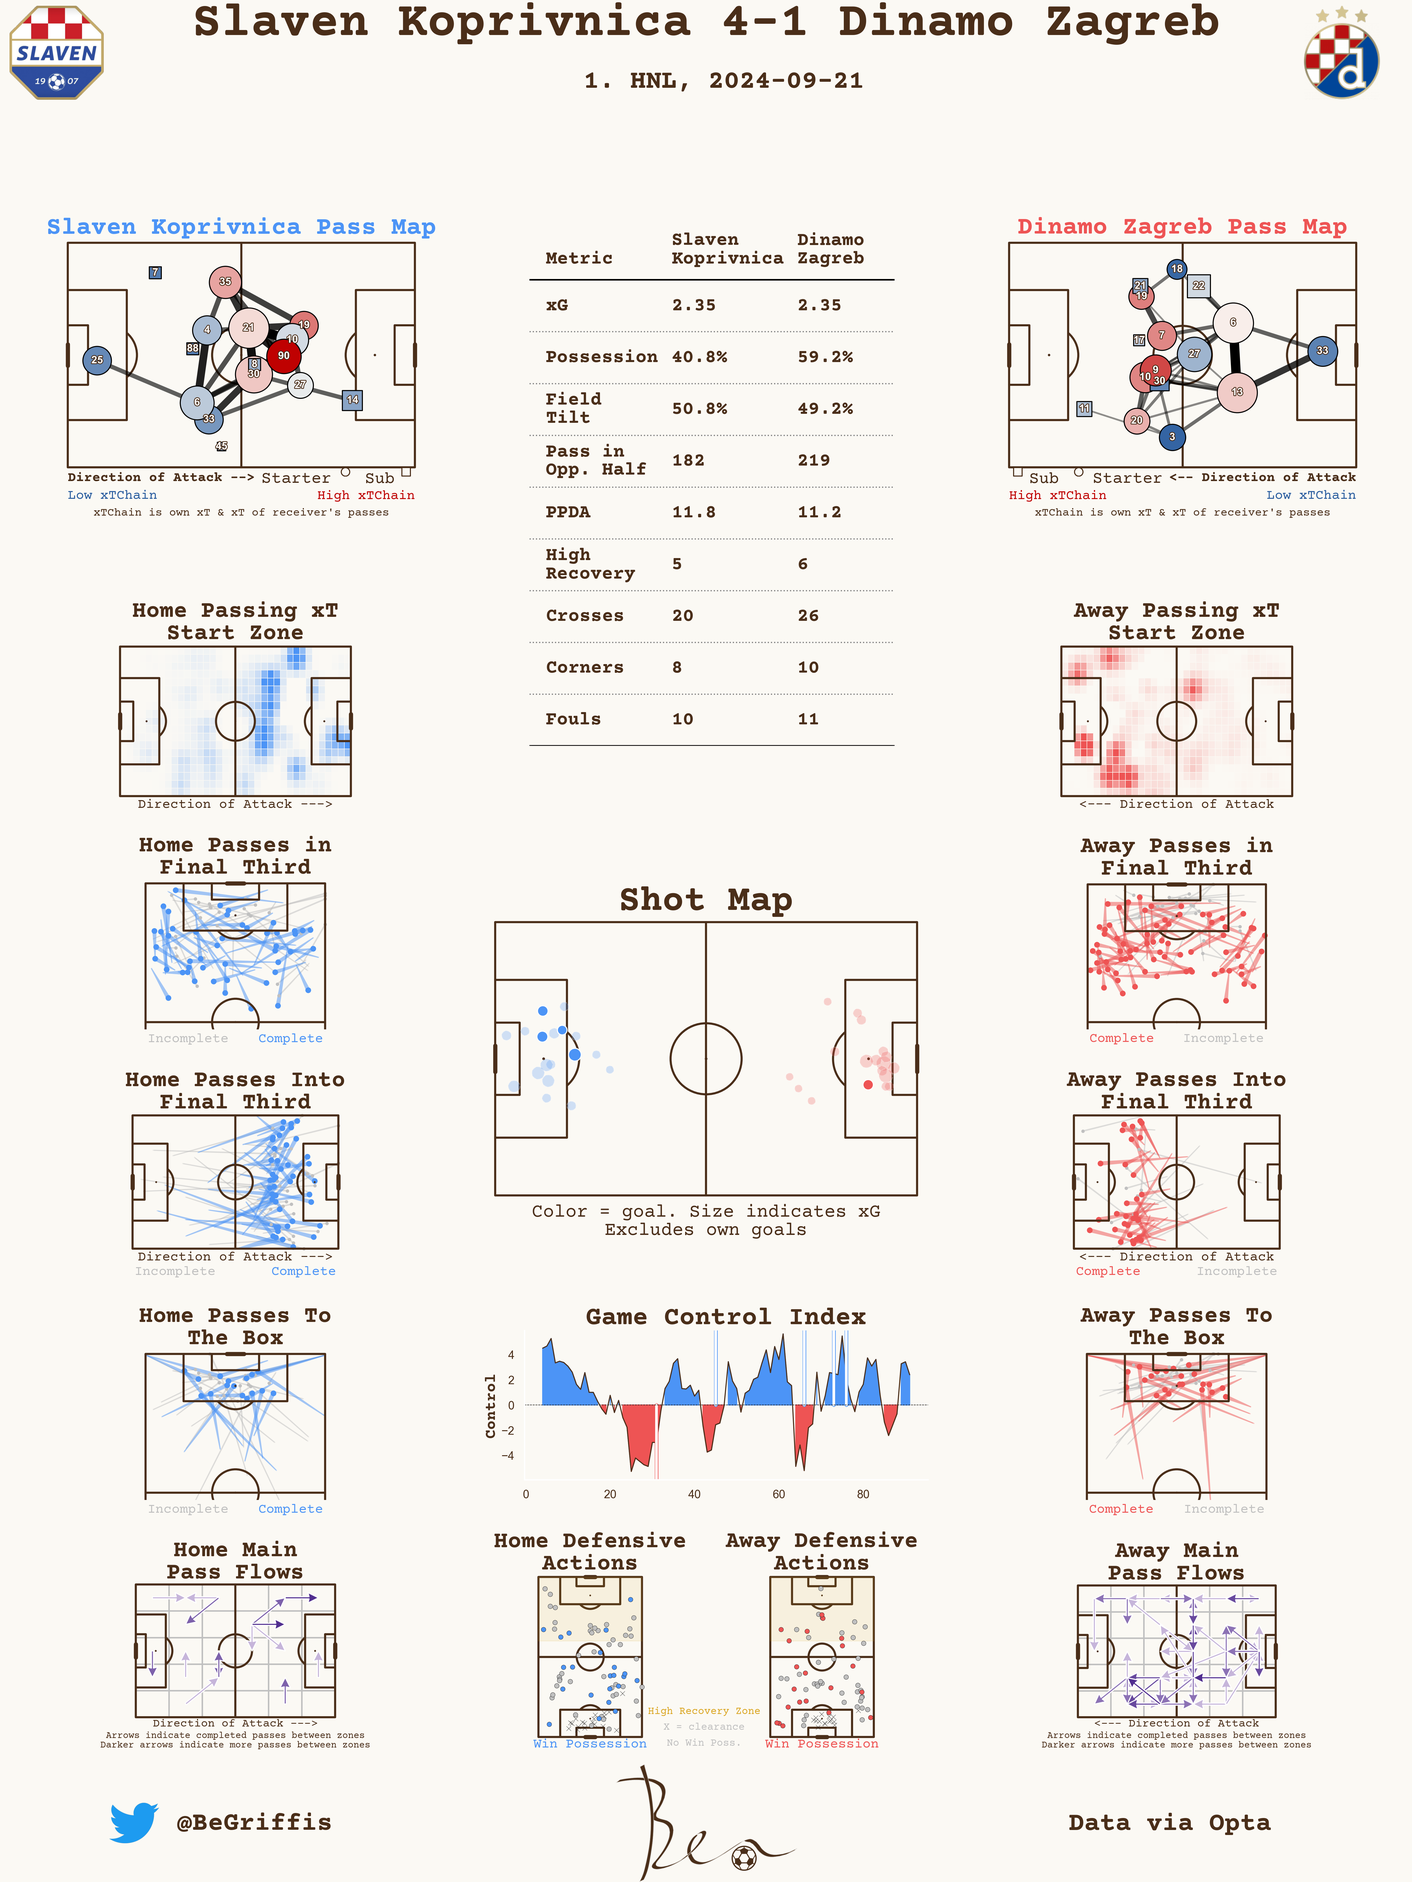 Slaven Koprivnica 4-1 Dinamo Zagreb
1. HNL, 2024-09-21
SLAVEN
19 07
d
Slaven Koprivnica Pass Map
7
35
4
21
19
10
88
90
25
8
30
27
6
14
33
45
Direction of Attack --> Starter Sub
Low xTChain High xTChain
xTChain is own xT & xT of receiver's passes
Metric Slaven Koprivnica Dinamo Zagreb
xG 2.35 2.35
Possession 40.8% 59.2%
Field Tilt 50.8% 49.2%
Pass in Opp. Half 182 219
PPDA 11.8 11.2
High Recovery 5 6
Crosses 20 26
Corners 8 10
Fouls 10 11
Dinamo Zagreb Pass Map
18
21
22
19
6
7
17
27
33
9
10
30
13
11
20
3
Sub Starter <-- Direction of Attack
High xTChain Low xTChain
xTChain is own xT & xT of receiver's passes
Home Passing xT
Start Zone
Direction of Attack --->
Away Passing xT
Start Zone
<--- Direction of Attack
Home Passes in
Final Third
Incomplete Complete
Away Passes in
Final Third
Complete Incomplete
Shot Map
Color = goal. Size indicates xG
Excludes own goals
Home Passes Into
Final Third
Direction of Attack --->
Incomplete Complete
Away Passes Into
Final Third
<--- Direction of Attack
Complete Incomplete
Home Passes To
The Box
Incomplete Complete
Game Control Index
Control
4
2
0
−2
−4
0 20 40 60 80
Away Passes To
The Box
Complete Incomplete
Home Main
Pass Flows
Direction of Attack --->
Arrows indicate completed passes between zones
Darker arrows indicate more passes between zones
Home Defensive
Actions
Win Possession
High Recovery Zone
X = clearance
No Win Poss.
Away Defensive
Actions
Win Possession
Away Main
Pass Flows
<--- Direction of Attack
Arrows indicate completed passes between zones
Darker arrows indicate more passes between zones
@BeGriffis
Ben
Data via Opta